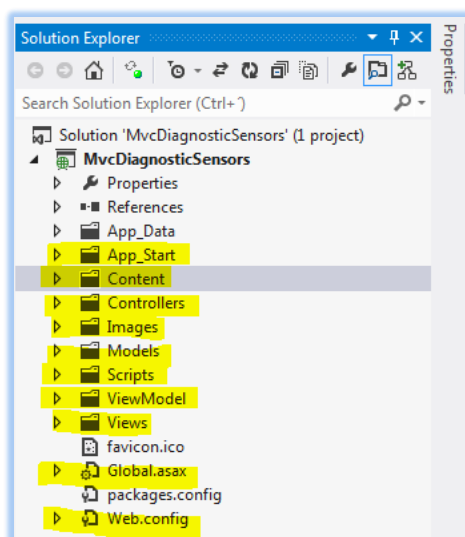 Solution Explorer
Properties
Search Solution Explorer (Ctrl+¨)
Solution 'MvcDiagnosticSensors' (1 project)
MvcDiagnosticSensors
Properties
References
App_Data
App_Start
Content
Controllers
Images
Models
Scripts
ViewModel
Views
favicon.ico
Global.asax
packages.config
Web.config